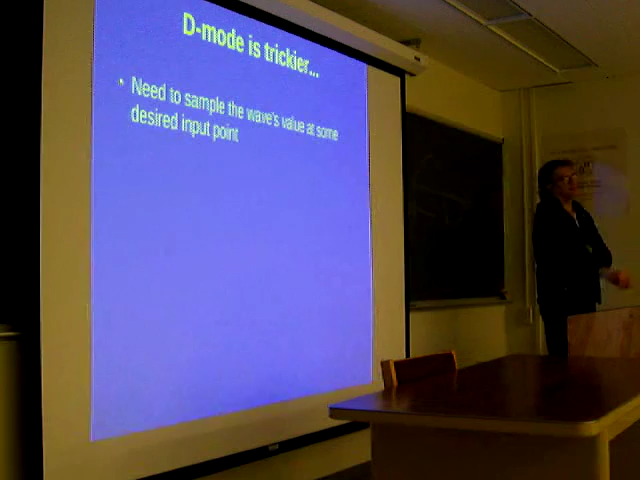 D-mode is trickier...
• Need to sample the wave's value at some
desired input point